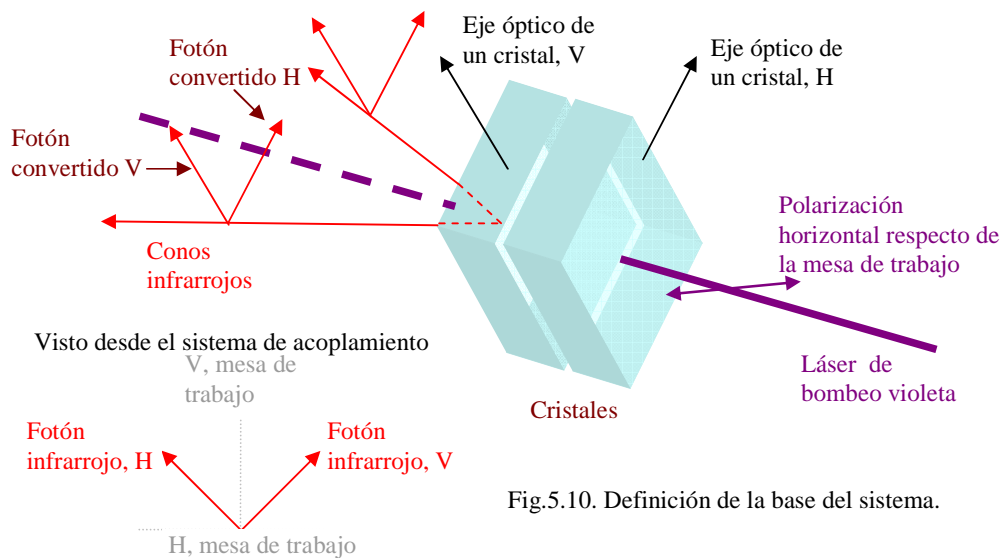 Eje óptico de
un cristal, V
Eje óptico de
un cristal, H
Fotón
convertido H
Fotón
convertido V
Conos
infrarrojos
Polarización
horizontal respecto de
la mesa de trabajo
Láser de
bombeo violeta
Cristales
Visto desde el sistema de acoplamiento
V, mesa de
trabajo
Fotón
infrarrojo, H
Fotón
infrarrojo, V
H, mesa de trabajo
Fig.5.10. Definición de la base del sistema.